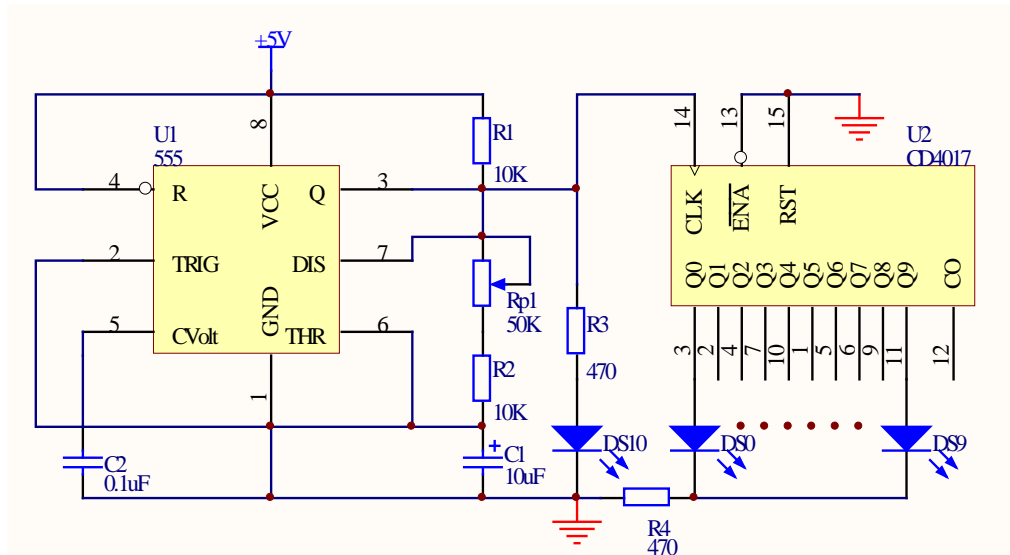 +5V
U1
555
8
4
R
VCC
Q
3
R1
10K
2
TRIG
DIS
7
Rp1
50K
5
CVolt
GND
THR
6
1
R2
10K
C2
0.1uF
C1
10uF
R3
470
DS10
14
13
15
U2
CD4017
CLK
ENA
RST
Q0
Q1
Q2
Q3
Q4
Q5
Q6
Q7
Q8
Q9
CO
3
2
4
7
10
1
5
6
9
11
12
DS0
DS9
R4
470